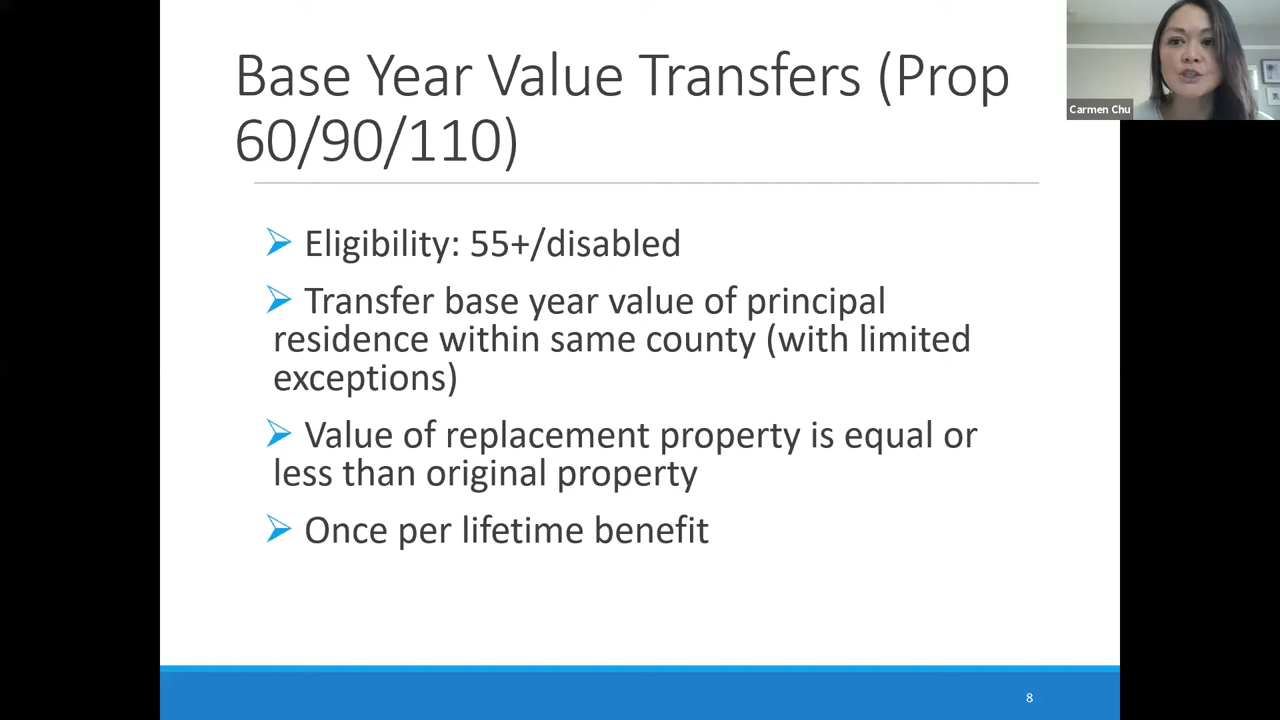 Base Year Value Transfers (Prop
60/90/110)
Carmen Chu
Eligibility: 55+/disabled
Transfer base year value of principal
residence within same county (with limited
exceptions)
Value of replacement property is equal or
less than original property
Once per lifetime benefit
8